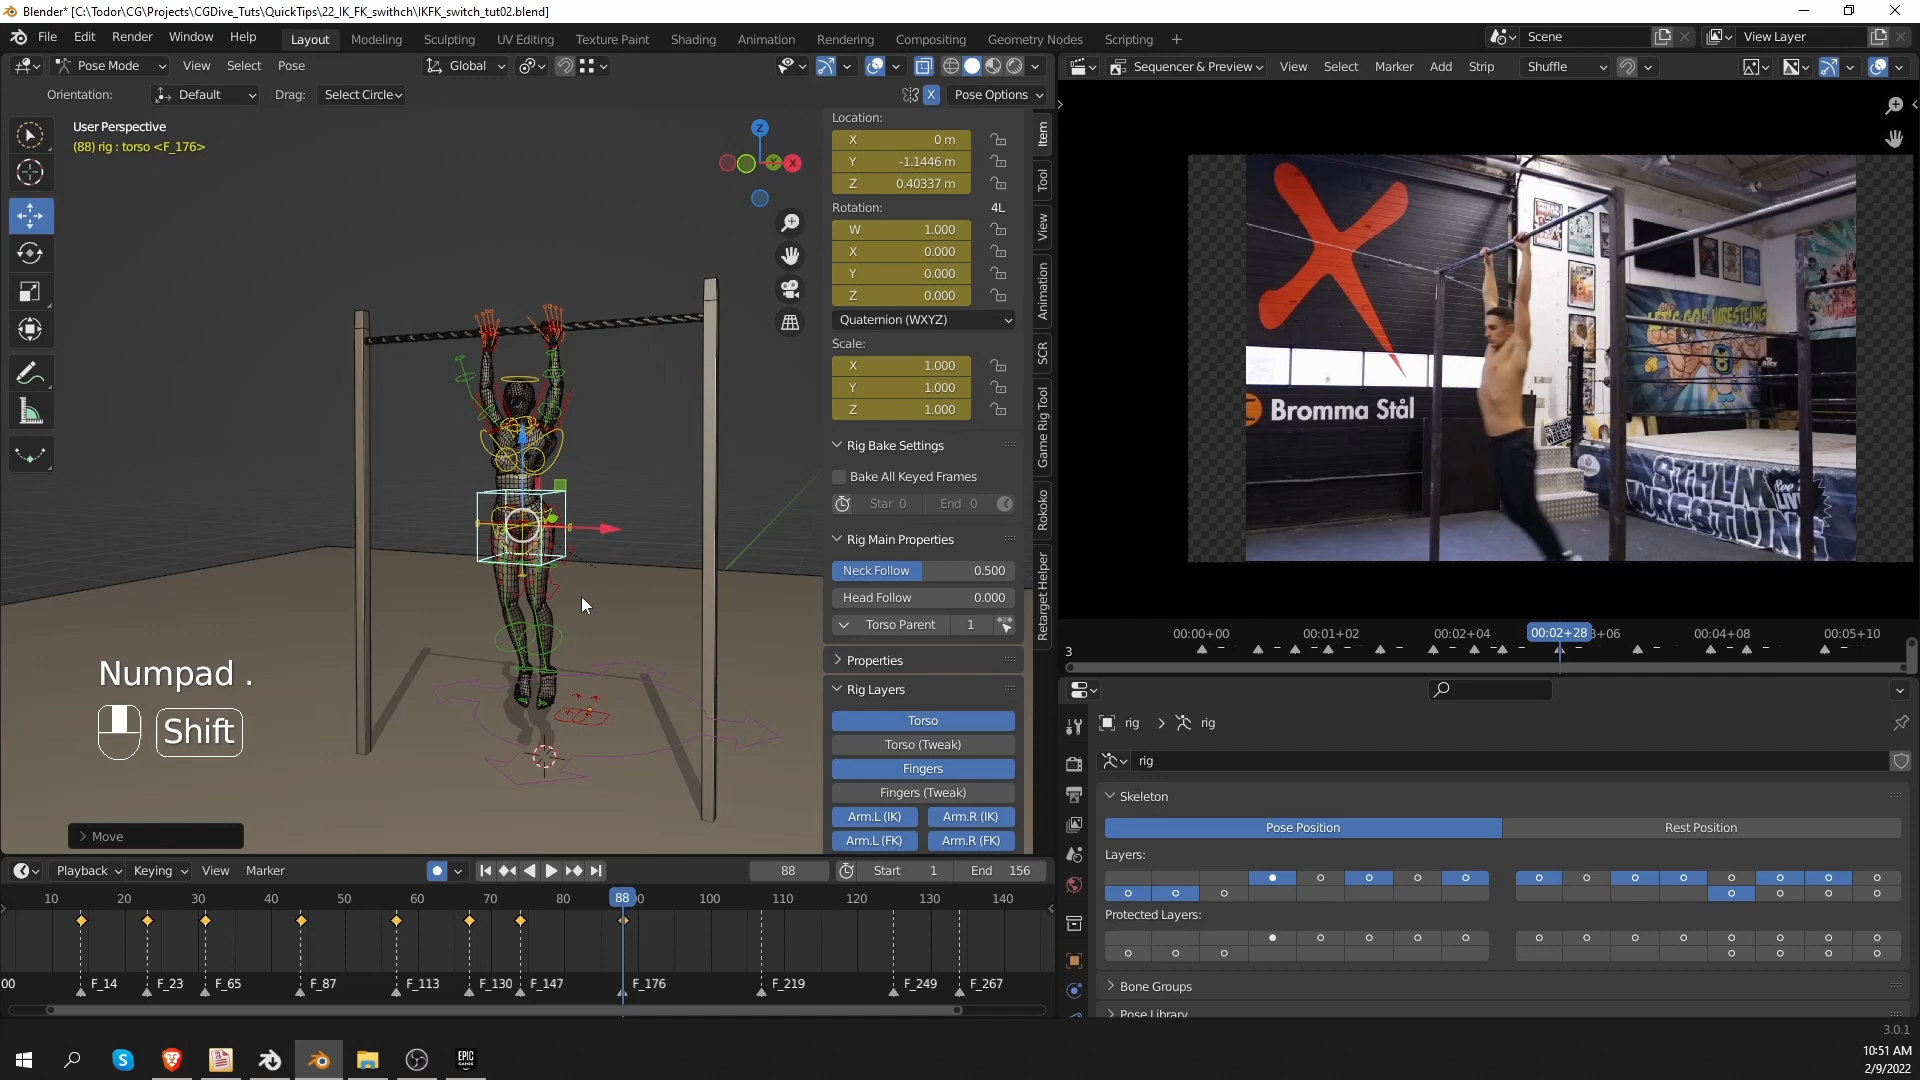 Blender* [C:\Todor\CG\Projects\CGDive_Tuts\QuickTips\22_IK_FK_swithch\IKFK_switch_tut02.blend]
File Edit Render Window Help Layout Modeling Sculpting UV Editing Texture Paint Shading Animation Rendering Compositing Geometry Nodes Scripting + Scene View Layer
Pose Mode View Select Pose Global
Sequencer & Preview View Select Marker Add Strip Shuffle
Orientation: Default Drag: Select Circle X Pose Options
User Perspective
(88) rig : torso <F_176>
Z
Y
X
Location:
X 0 m
Y -1.1446 m
Z 0.40337 m
Rotation: 4L
W 1.000
X 0.000
Y 0.000
Z 0.000
Quaternion (WXYZ)
Scale:
X 1.000
Y 1.000
Z 1.000
Rig Bake Settings
Bake All Keyed Frames
Star 0 End 0
Rig Main Properties
Neck Follow 0.500
Head Follow 0.000
Torso Parent 1
Properties
Rig Layers
Torso
Torso (Tweak)
Fingers
Fingers (Tweak)
Arm.L (IK) Arm.R (IK)
Arm.L (FK) Arm.R (FK)
Item
Tool
View
Animation
SCR
Game Rig Tool
Rokoko
Retarget Helper
Numpad .
Shift
Move
Bromma Stål
LET'S GO! WRESTLING
STHLM
WRESTLING
00:00+00 00:01+02 00:02+04 00:02+28 3+06 00:04+08 00:05+10
3
rig rig
rig
Skeleton
Pose Position Rest Position
Layers:
Protected Layers:
Bone Groups
Pose Library
Playback Keying View Marker 88 Start 1 End 156
10 20 30 40 50 60 70 80 88 100 110 120 130 140
00 F_14 F_23 F_65 F_87 F_113 F_130 F_147 F_176 F_219 F_249 F_267
3.0.1
10:51 AM
2/9/2022